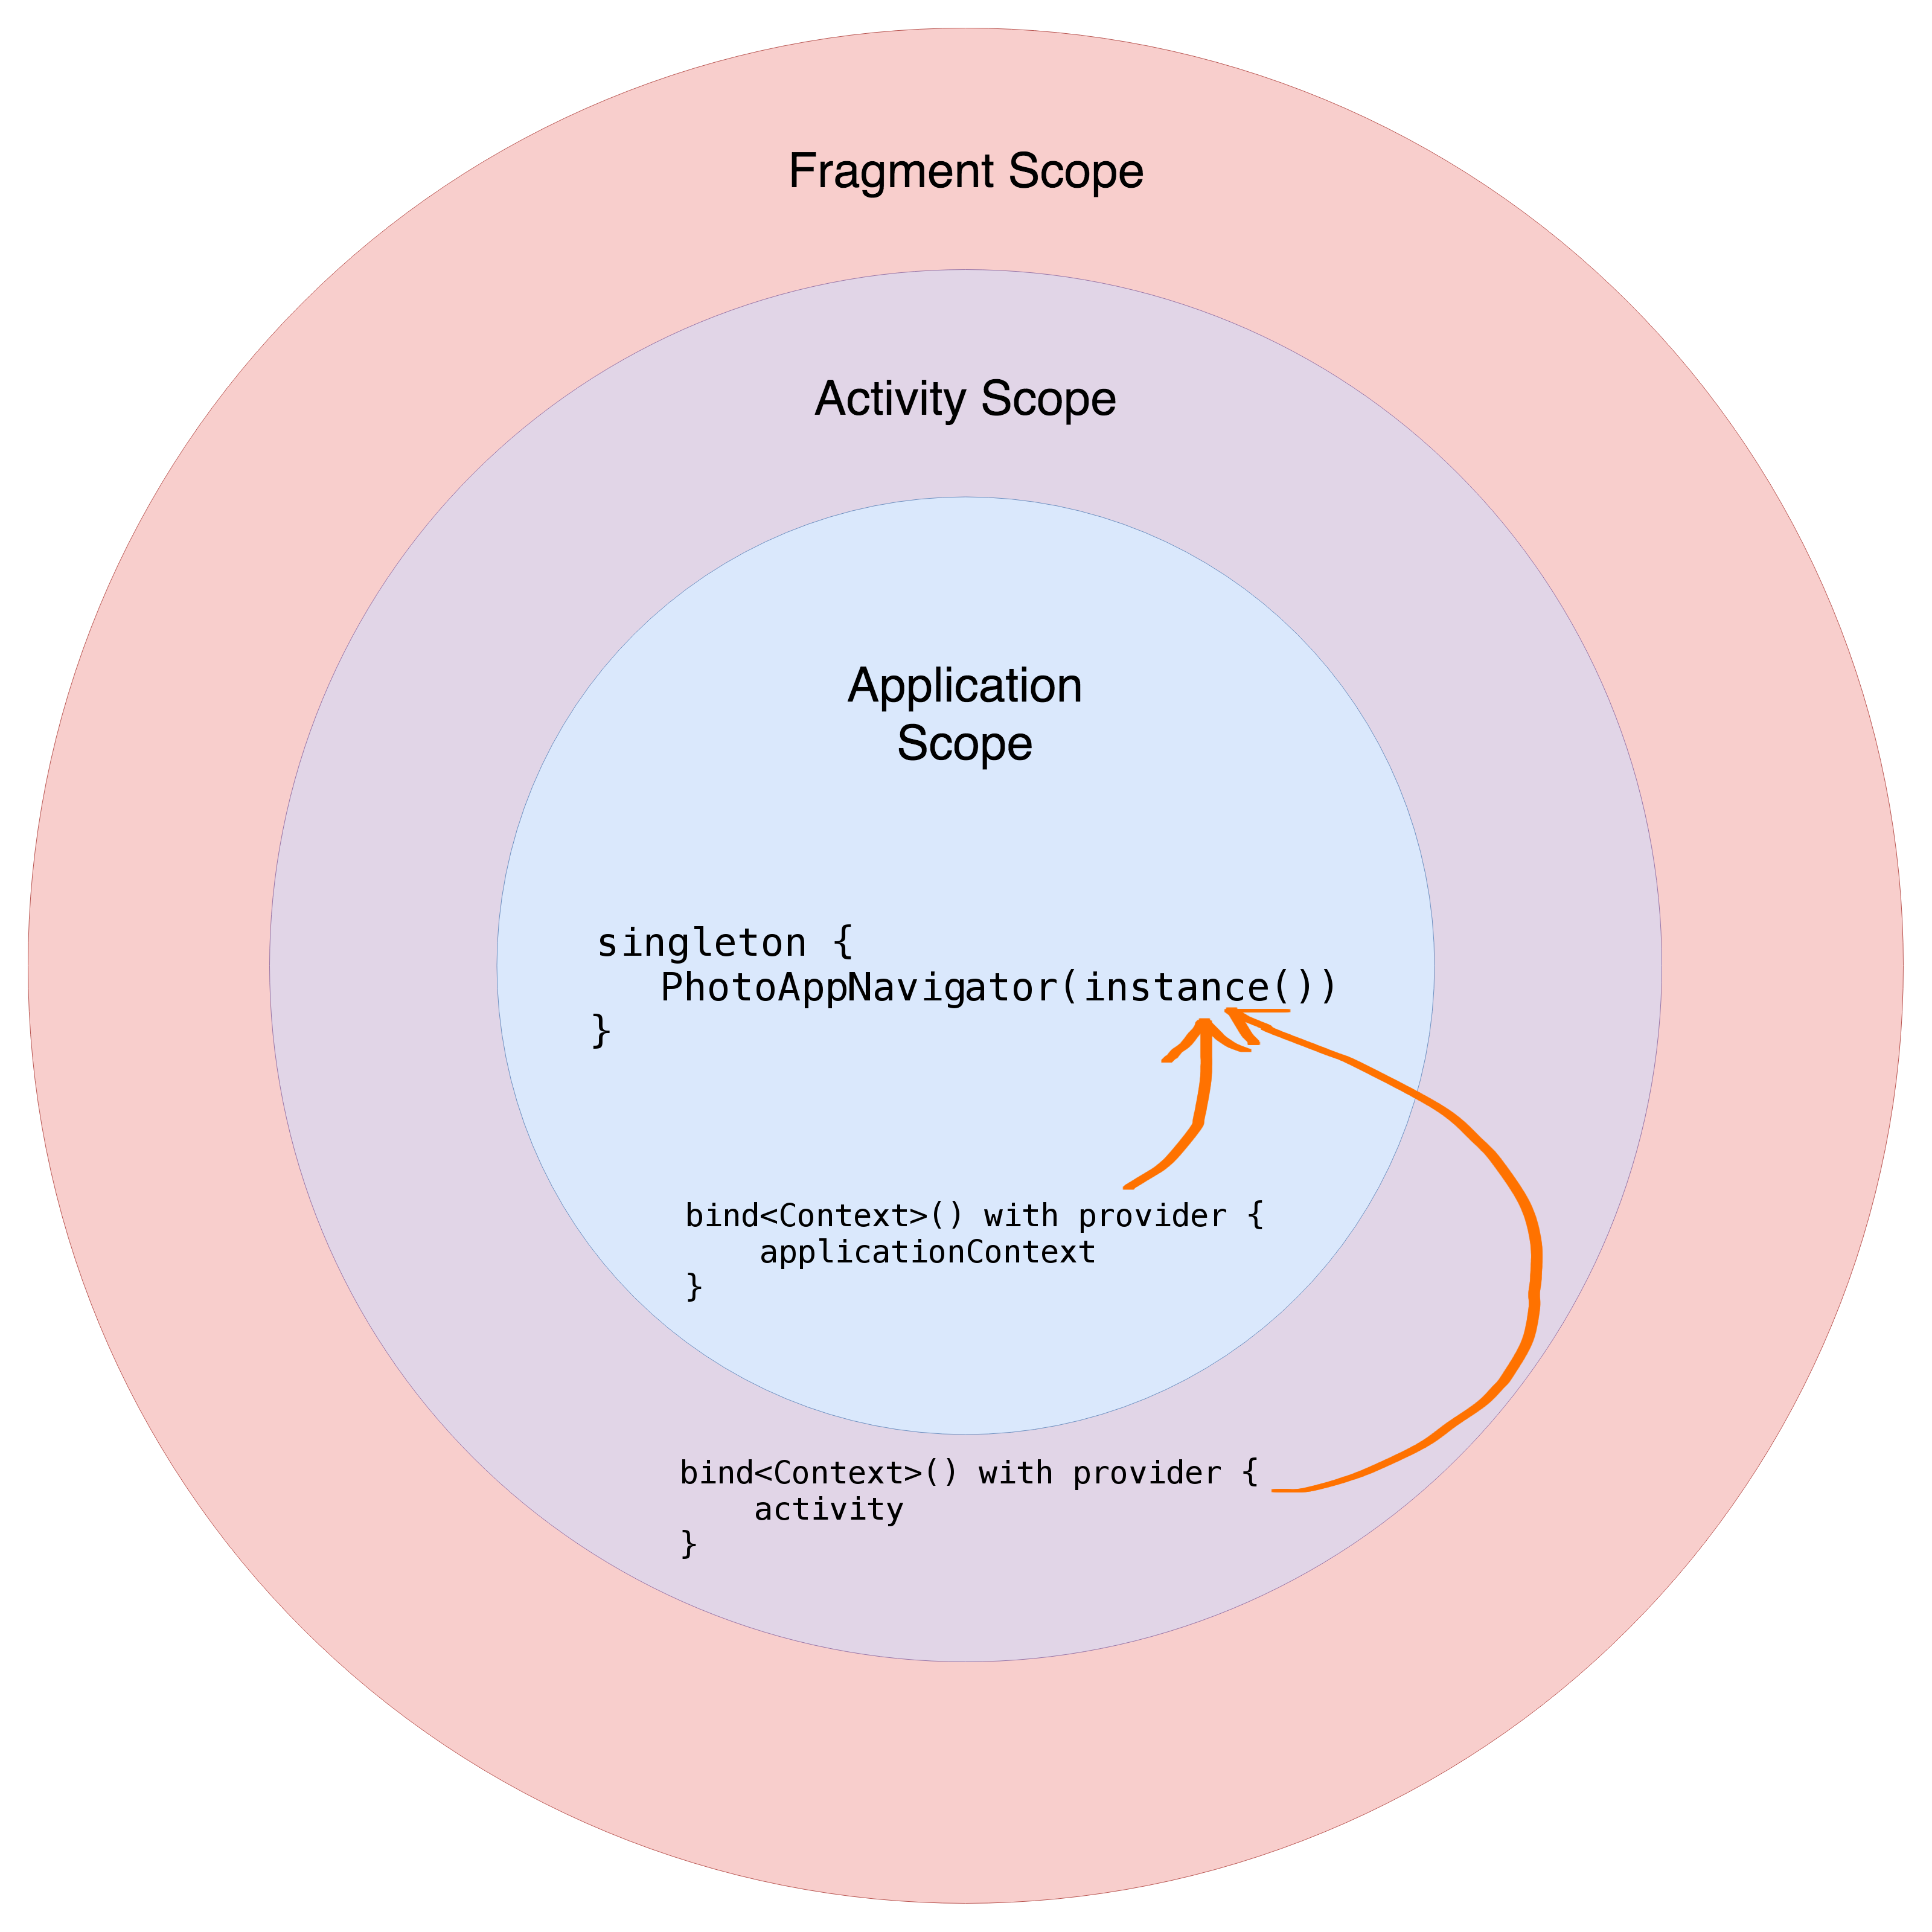 Fragment Scope
Activity Scope
Application
Scope
singleton {
PhotoAppNavigator(instance())
}
bind<Context>() with provider {
applicationContext
}
bind<Context>() with provider {
activity
}